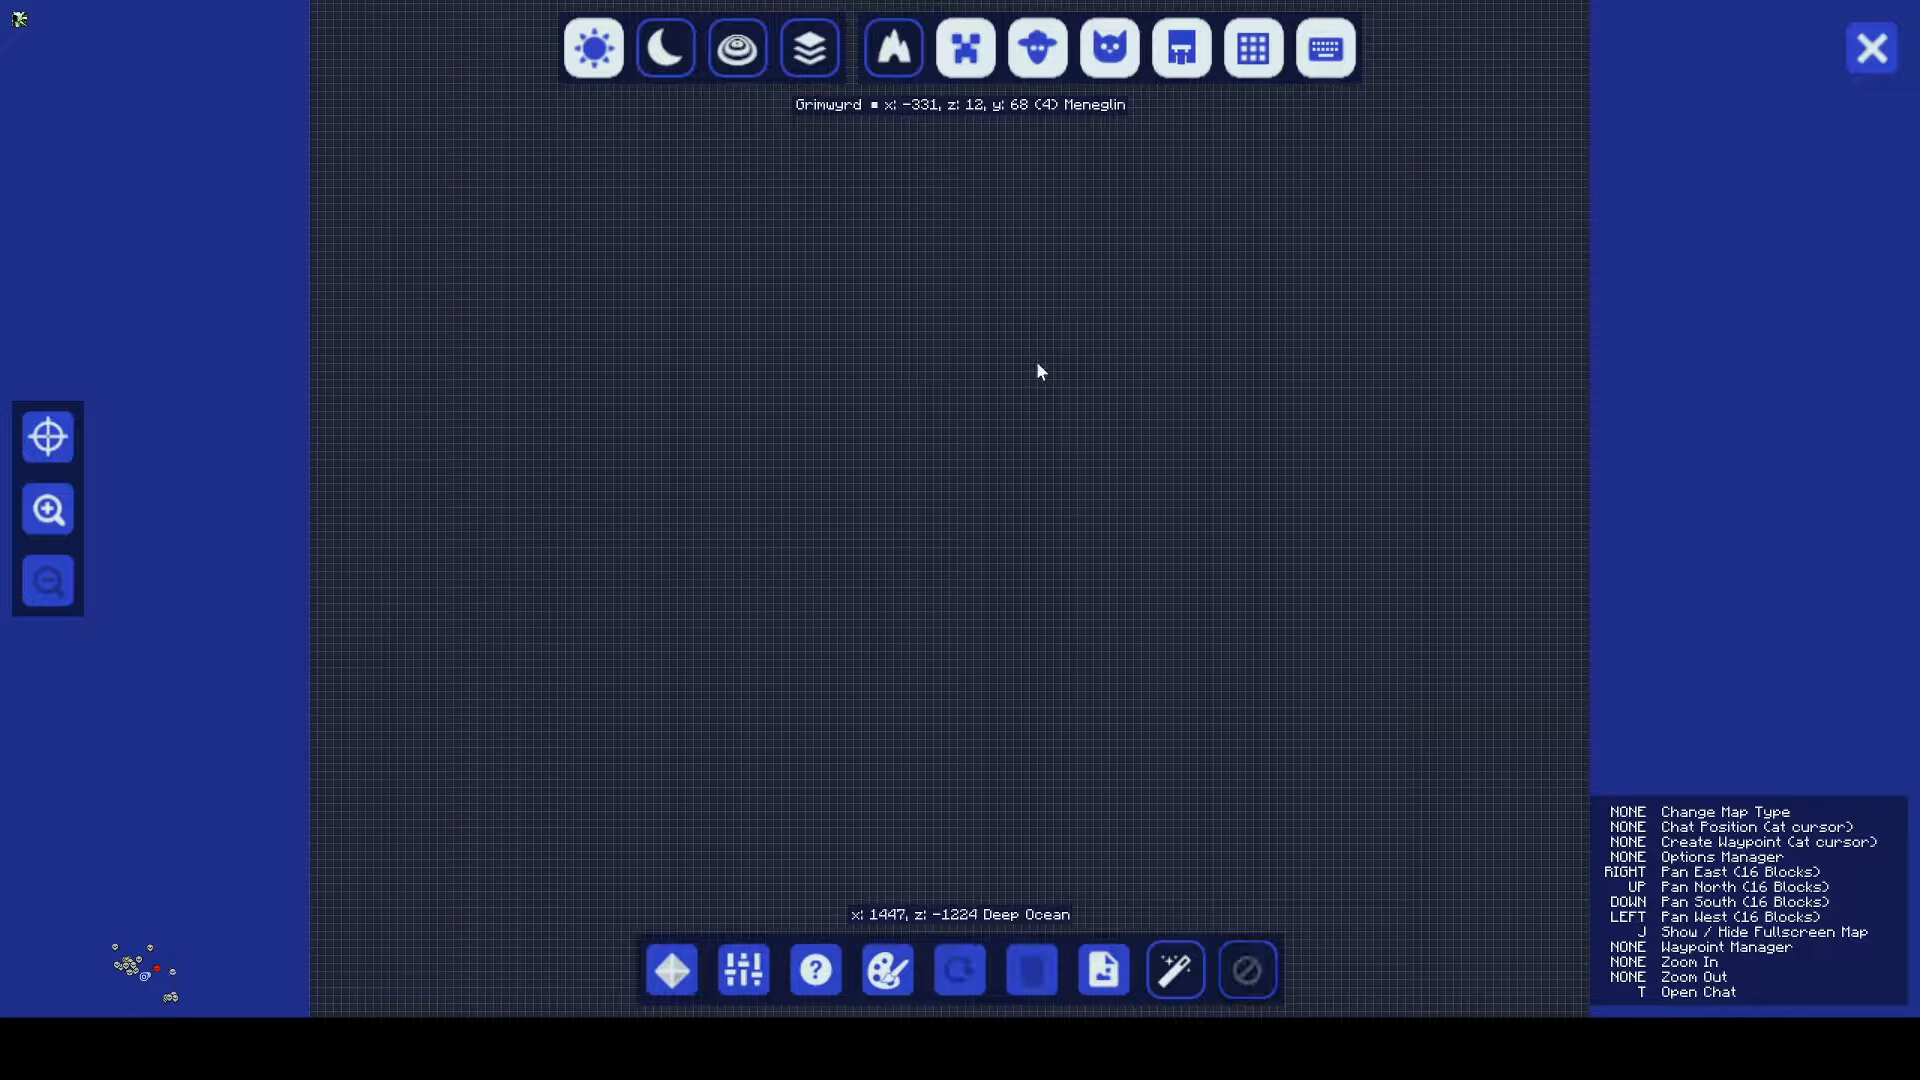 Grimwyrd ▪ x: -331, z: 12, y: 68 (4) Meneglin
x: 1447, z: -1224 Deep Ocean
NONE Change Map Type
NONE Chat Position (at cursor)
NONE Create Waypoint (at cursor)
NONE Options Manager
RIGHT Pan East (16 Blocks)
UP Pan North (16 Blocks)
DOWN Pan South (16 Blocks)
LEFT Pan West (16 Blocks)
J Show / Hide Fullscreen Map
NONE Waypoint Manager
NONE Zoom In
NONE Zoom Out
T Open Chat